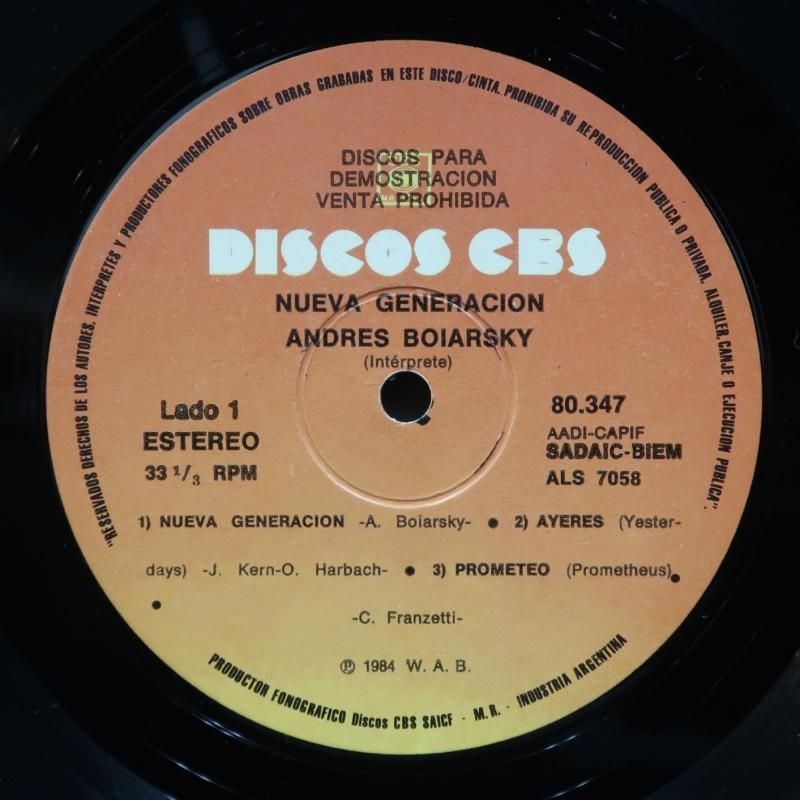 "RESERVADOS DERECHOS DE LOS AUTORES, INTERPRETES Y PRODUCTORES FONOGRAFICOS SOBRE OBRAS GRABADAS EN ESTE DISCO/CINTA. PROHIBIDA SU REPRODUCCION PUBLICA O PRIVADA, ALQUILER, CANJE O EJECUCION PUBLICA".
DISCOS PARA
DEMOSTRACION
VENTA PROHIBIDA
DISCOS CBS
NUEVA GENERACION
ANDRES BOIARSKY
(Intérprete)
Lado 1
ESTEREO
33 1/3 RPM
80.347
AADI-CAPIF
SADAIC-BIEM
ALS 7058
1) NUEVA GENERACION -A. Boiarsky- ● 2) AYERES (Yester-
days) -J. Kern-O. Harbach- ● 3) PROMETEO (Prometheus)
-C. Franzetti-
℗ 1984 W. A. B.
PRODUCTOR FONOGRAFICO Discos CBS SAICF - M. R. - INDUSTRIA ARGENTINA